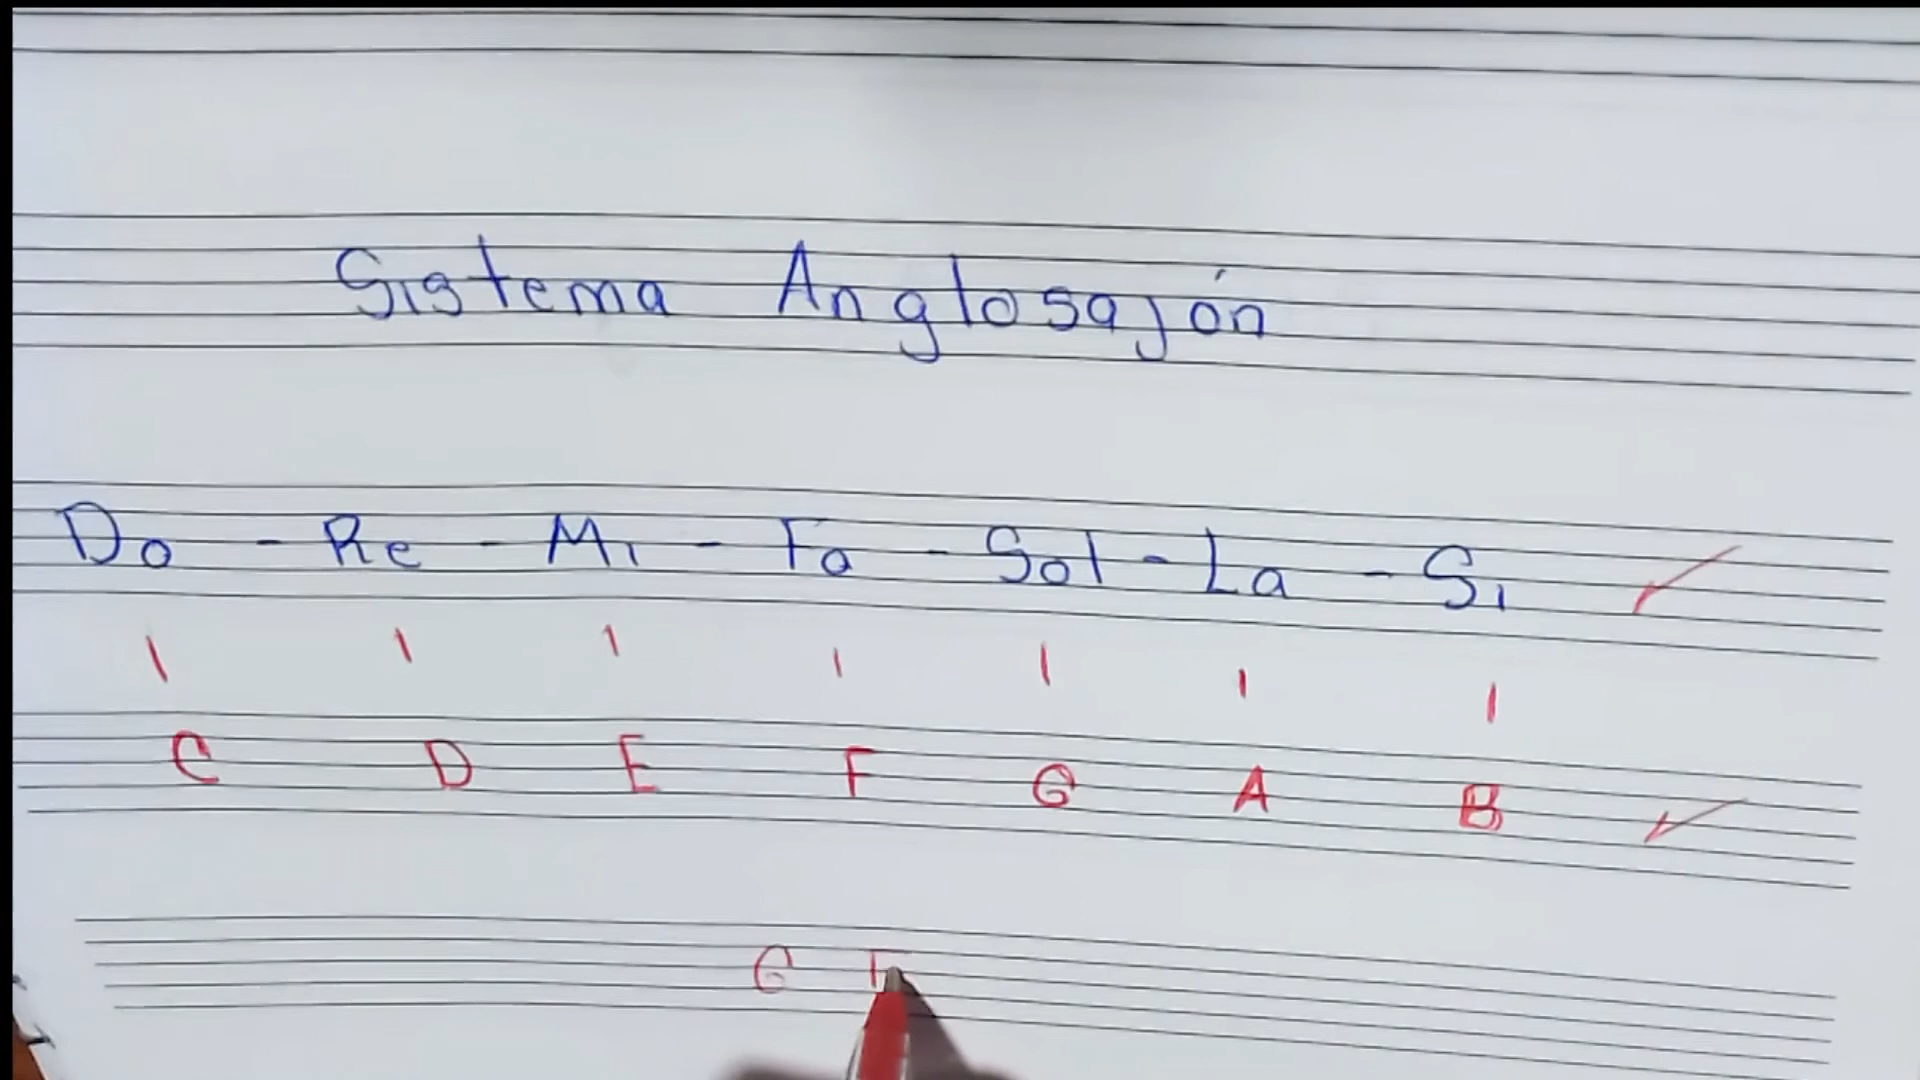 Sistema Anglosajón
Do - Re - Mi - Fa - Sol - La - Si
C D E F G A B
G F